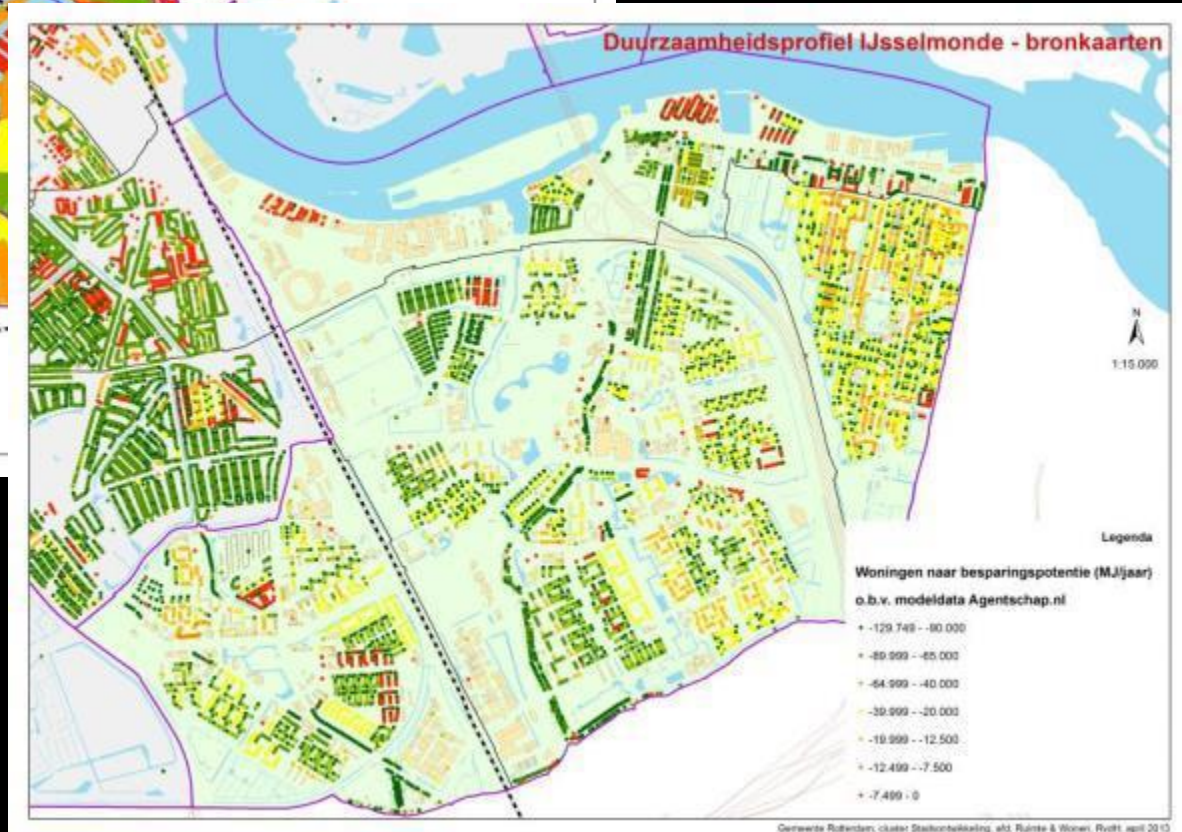 Duurzaamheidsprofiel IJsselmonde - bronkaarten
N
1:15.000
Legenda
Woningen naar besparingspotentie (MJ/jaar)
o.b.v. modeldata Agentschap.nl
-129.749 - -90.000
-89.999 - -65.000
-64.999 - -40.000
-39.999 - -20.000
-19.999 - -12.500
-12.499 - -7.500
-7.499 - 0
Gemeente Rotterdam, cluster Stadsontwikkeling, afd. Ruimte & Wonen, april 2013